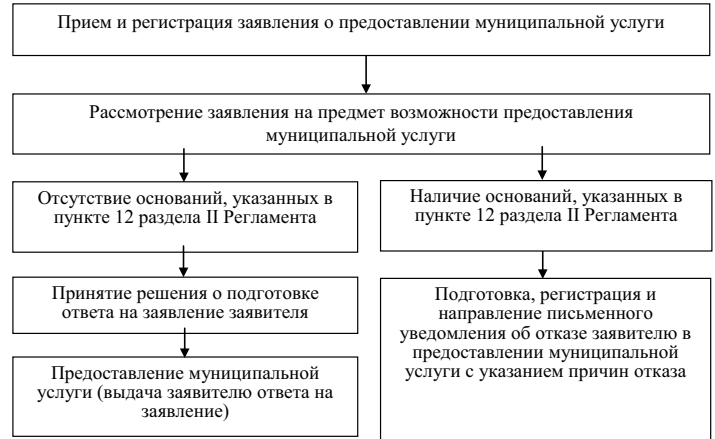 Прием и регистрация заявления о предоставлении муниципальной услуги
Рассмотрение заявления на предмет возможности предоставления
муниципальной услуги
Отсутствие оснований, указанных в
пункте 12 раздела II Регламента
Наличие оснований, указанных в
пункте 12 раздела II Регламента
Принятие решения о подготовке
ответа на заявление заявителя
Подготовка, регистрация и
направление письменного
уведомления об отказе заявителю в
предоставлении муниципальной
услуги с указанием причин отказа
Предоставление муниципальной
услуги (выдача заявителю ответа на
заявление)